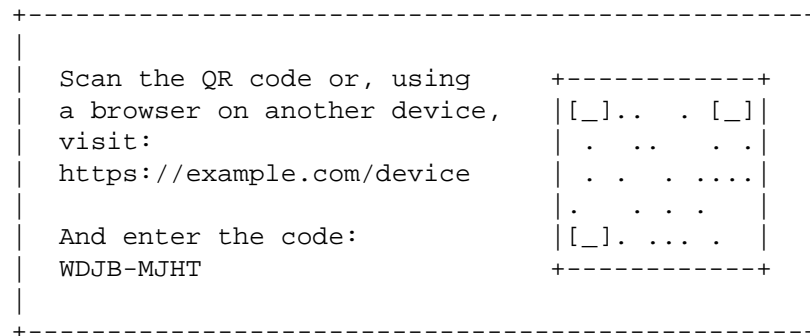 Scan the QR code or, using
a browser on another device,
visit:
https://example.com/device
And enter the code:
WDJB-MJHT